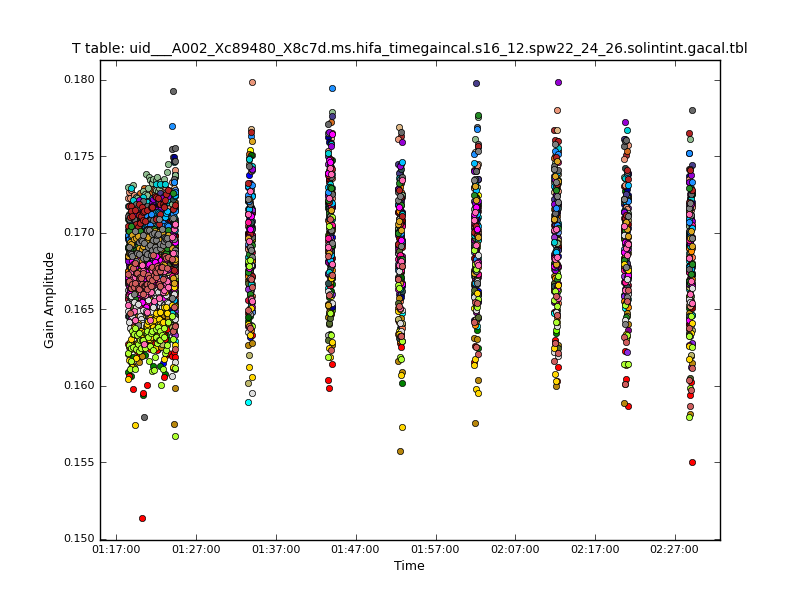 T table: uid___A002_Xc89480_X8c7d.ms.hifa_timegaincal.s16_12.spw22_24_26.solintint.gacal.tbl
0.180
0.175
0.170
0.165
0.160
0.155
0.150
Gain Amplitude
01:17:00 01:27:00 01:37:00 01:47:00 01:57:00 02:07:00 02:17:00 02:27:00
Time